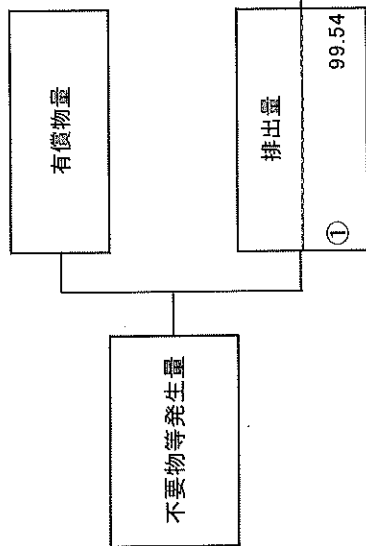 不要物等発生量
有償物量
排出量
① 99.54